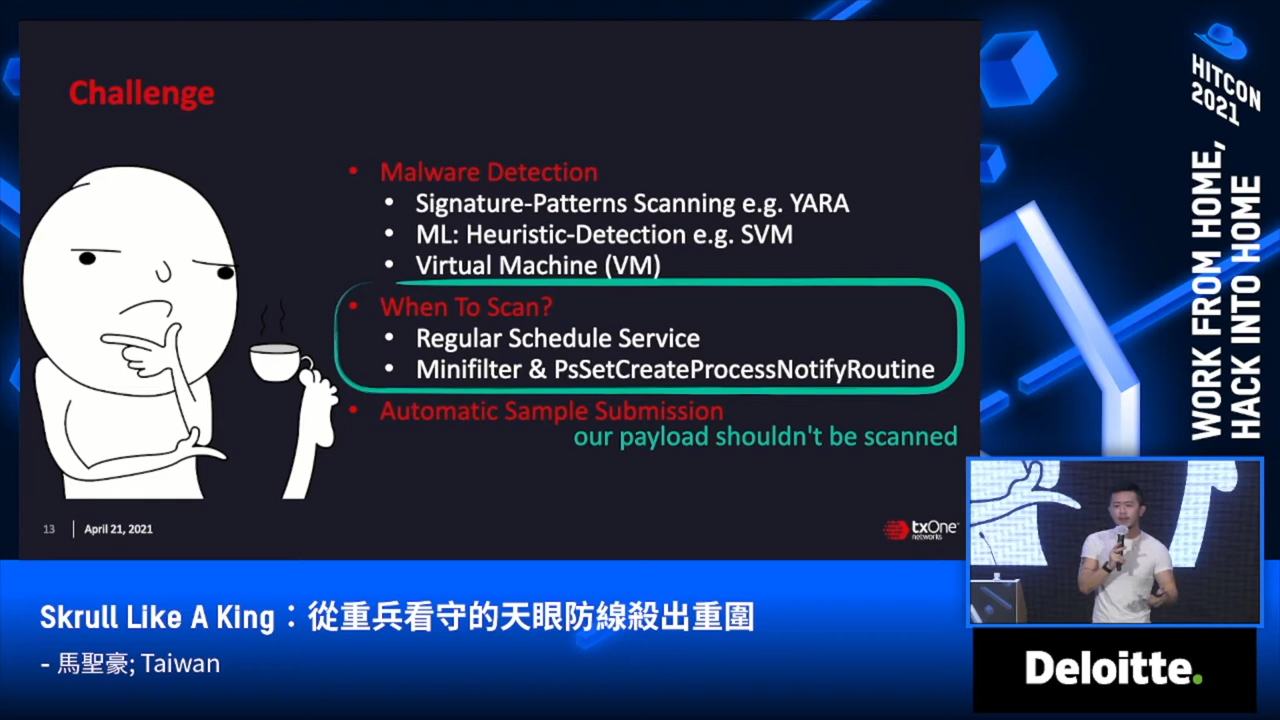 Challenge
• Malware Detection
• Signature-Patterns Scanning e.g. YARA
• ML: Heuristic-Detection e.g. SVM
• Virtual Machine (VM)
• When To Scan?
• Regular Schedule Service
• Minifilter & PsSetCreateProcessNotifyRoutine
• Automatic Sample Submission
our payload shouldn't be scanned
13 | April 21, 2021
txOne
networks
HITCON
2021
WORK FROM HOME,
HACK INTO HOME
Skrull Like A King：從重兵看守的天眼防線殺出重圍
- 馬聖豪; Taiwan
Deloitte.